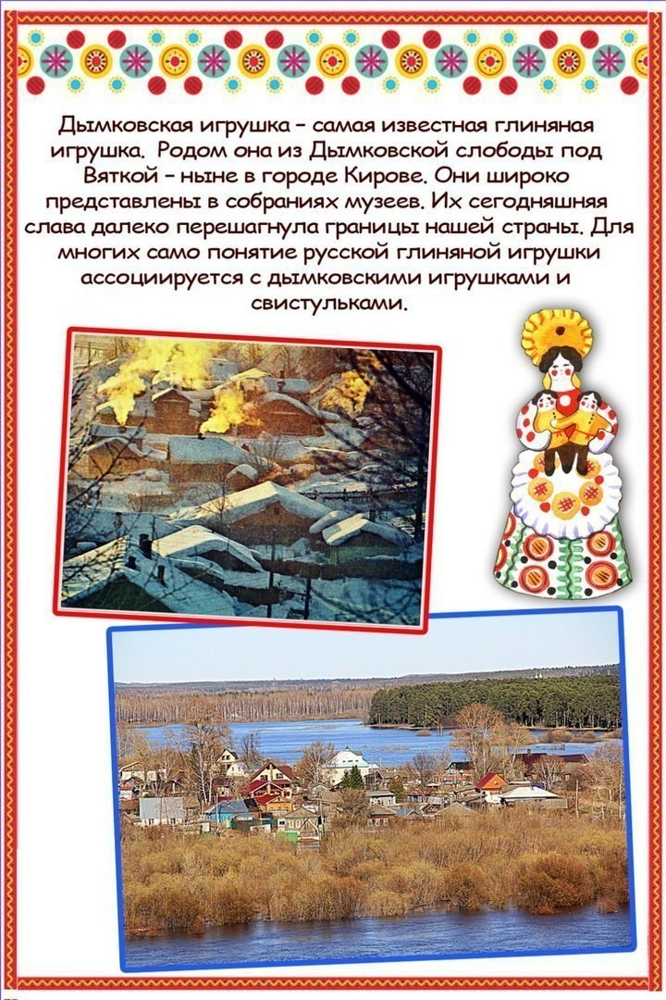 Дымковская игрушка – самая известная глиняная
игрушка. Родом она из Дымковской слободы под
Вяткой – ныне в городе Кирове. Они широко
представлены в собраниях музеев. Их сегодняшняя
слава далеко перешагнула границы нашей страны. Для
многих само понятие русской глиняной игрушки
ассоциируется с дымковскими игрушками и
свистульками.